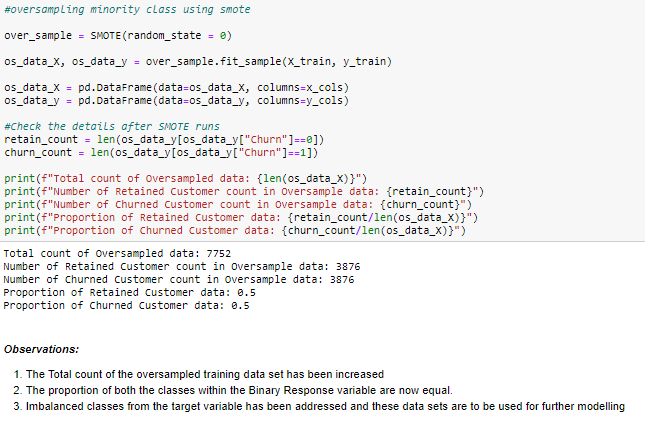 #oversampling minority class using smote
over_sample = SMOTE(random_state = 0)
os_data_X, os_data_y = over_sample.fit_sample(X_train, y_train)
os_data_X = pd.DataFrame(data=os_data_X, columns=x_cols)
os_data_y = pd.DataFrame(data=os_data_y, columns=y_cols)
#Check the details after SMOTE runs
retain_count = len(os_data_y[os_data_y["Churn"]==0])
churn_count = len(os_data_y[os_data_y["Churn"]==1])
print(f"Total count of Oversampled data: {len(os_data_X)}")
print(f"Number of Retained Customer count in Oversample data: {retain_count}")
print(f"Number of Churned Customer count in Oversample data: {churn_count}")
print(f"Proportion of Retained Customer data: {retain_count/len(os_data_X)}")
print(f"Proportion of Churned Customer data: {churn_count/len(os_data_X)}")
Total count of Oversampled data: 7752
Number of Retained Customer count in Oversample data: 3876
Number of Churned Customer count in Oversample data: 3876
Proportion of Retained Customer data: 0.5
Proportion of Churned Customer data: 0.5
Observations:
1. The Total count of the oversampled training data set has been increased
2. The proportion of both the classes within the Binary Response variable are now equal.
3. Imbalanced classes from the target variable has been addressed and these data sets are to be used for further modelling